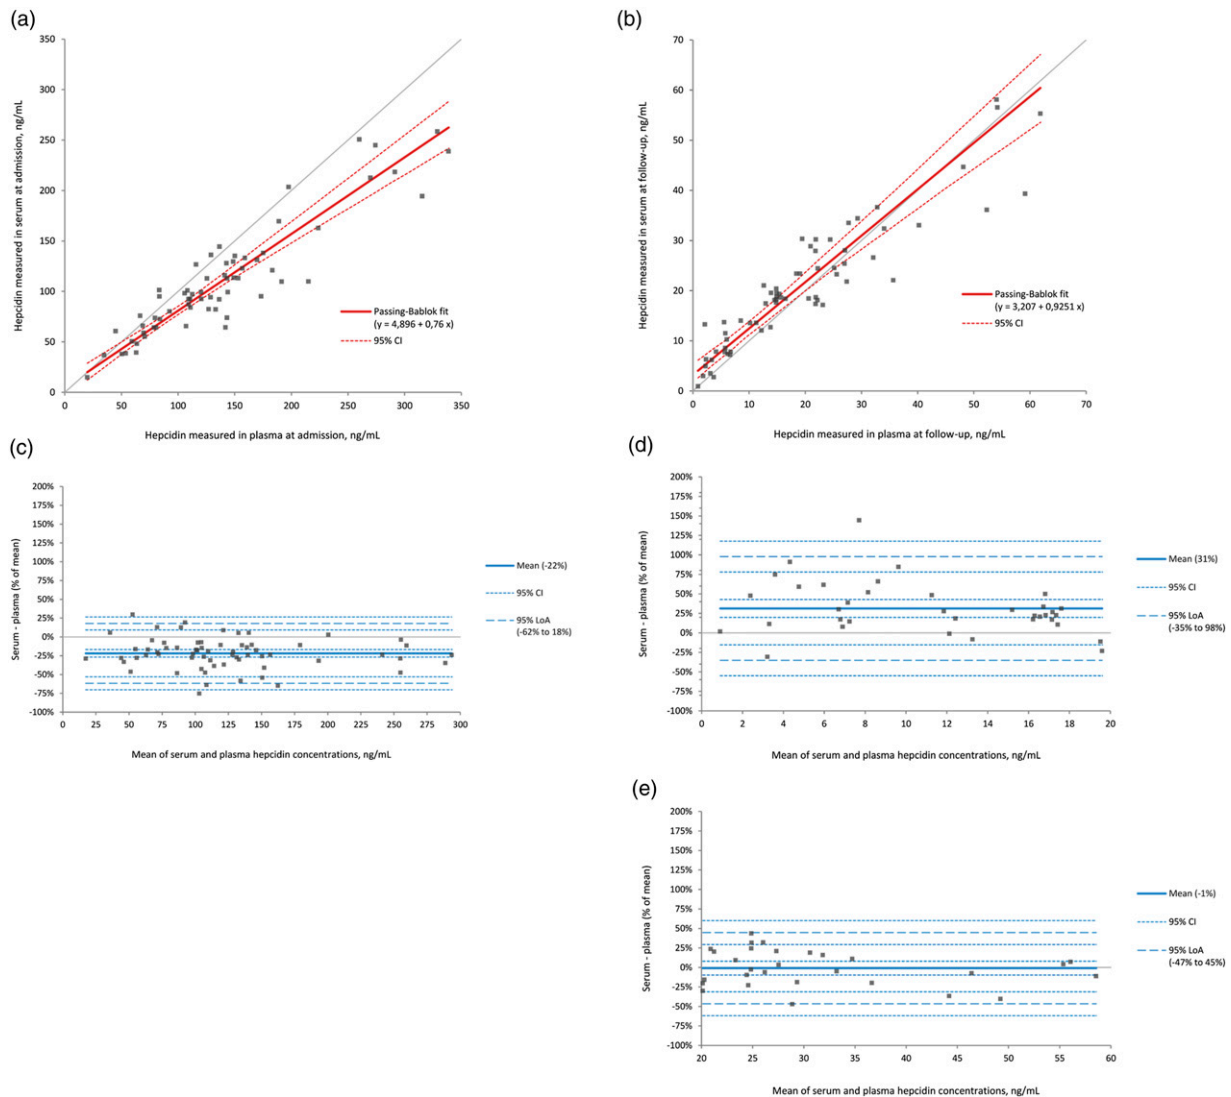 (a)
350
300
250
200
150
100
50
0
Hepcidin measured in serum at admission, ng/mL
Passing-Bablok fit
(y = 4,896 + 0,76 x)
95% CI
0 50 100 150 200 250 300 350
Hepcidin measured in plasma at admission, ng/mL
(b)
70
60
50
40
30
20
10
0
Hepcidin measured in serum at follow-up, ng/mL
Passing-Bablok fit
(y = 3,207 + 0,9251 x)
95% CI
0 10 20 30 40 50 60 70
Hepcidin measured in plasma at follow-up, ng/mL
(c)
200%
175%
150%
125%
100%
75%
50%
25%
0%
-25%
-50%
-75%
-100%
Serum - plasma (% of mean)
Mean (-22%)
95% CI
95% LoA
(-62% to 18%)
0 25 50 75 100 125 150 175 200 225 250 275 300
Mean of serum and plasma hepcidin concentrations, ng/mL
(d)
200%
175%
150%
125%
100%
75%
50%
25%
0%
-25%
-50%
-75%
-100%
Serum - plasma (% of mean)
Mean (31%)
95% CI
95% LoA
(-35% to 98%)
0 2 4 6 8 10 12 14 16 18 20
Mean of serum and plasma hepcidin concentrations, ng/mL
(e)
200%
175%
150%
125%
100%
75%
50%
25%
0%
-25%
-50%
-75%
-100%
Serum - plasma (% of mean)
Mean (-1%)
95% CI
95% LoA
(-47% to 45%)
20 25 30 35 40 45 50 55 60
Mean of serum and plasma hepcidin concentrations, ng/mL